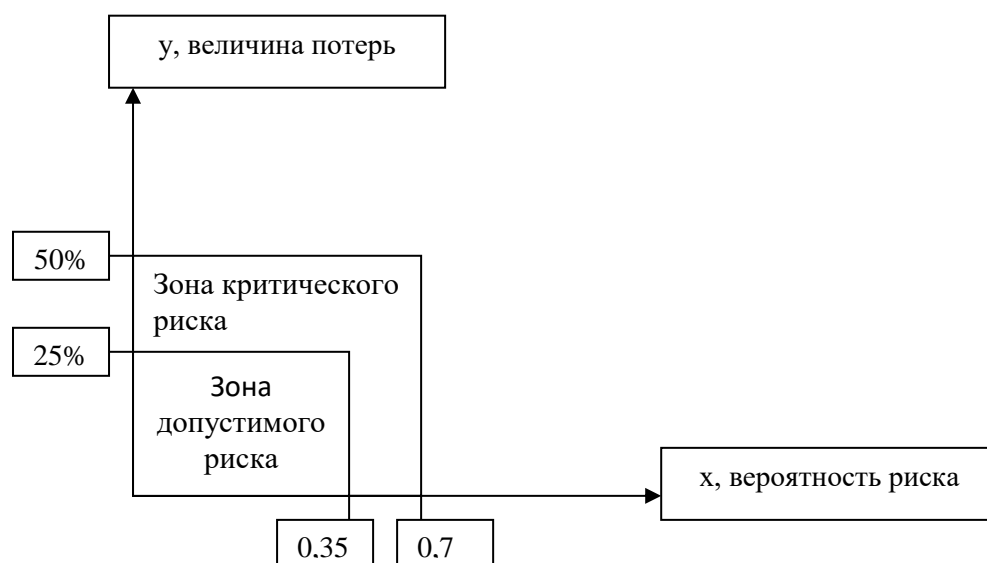 y, величина потерь
50%
Зона критического
риска
25%
Зона
допустимого
риска
x, вероятность риска
0,35
0,7